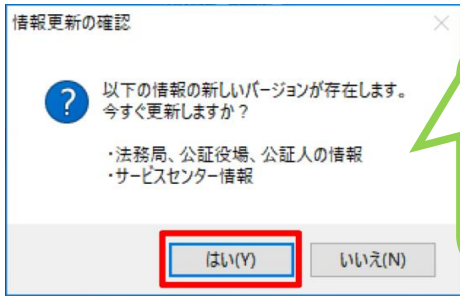 情報更新の確認
以下の情報の新しいバージョンが存在します。
今すぐ更新しますか？
・法務局、公証役場、公証人の情報
・サービスセンター情報
はい(Y)
いいえ(N)